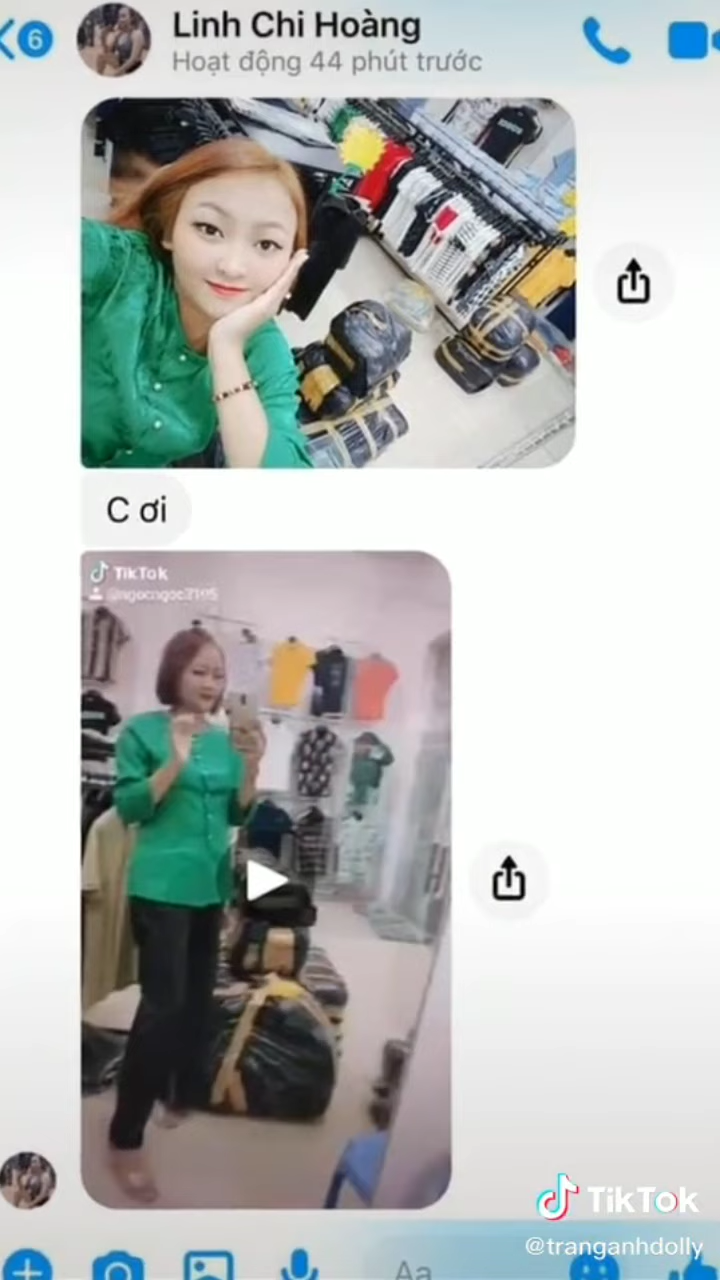 6
Linh Chi Hoàng
Hoạt động 44 phút trước
C ơi
TikTok
Aa
TikTok
@tranganhdolly